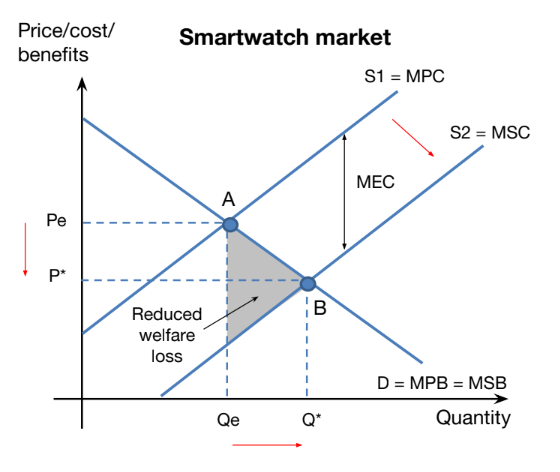 Price/cost/
benefits
Smartwatch market
S1 = MPC
S2 = MSC
MEC
A
Pe
P*
B
Reduced
welfare
loss
D = MPB = MSB
Qe
Q*
Quantity